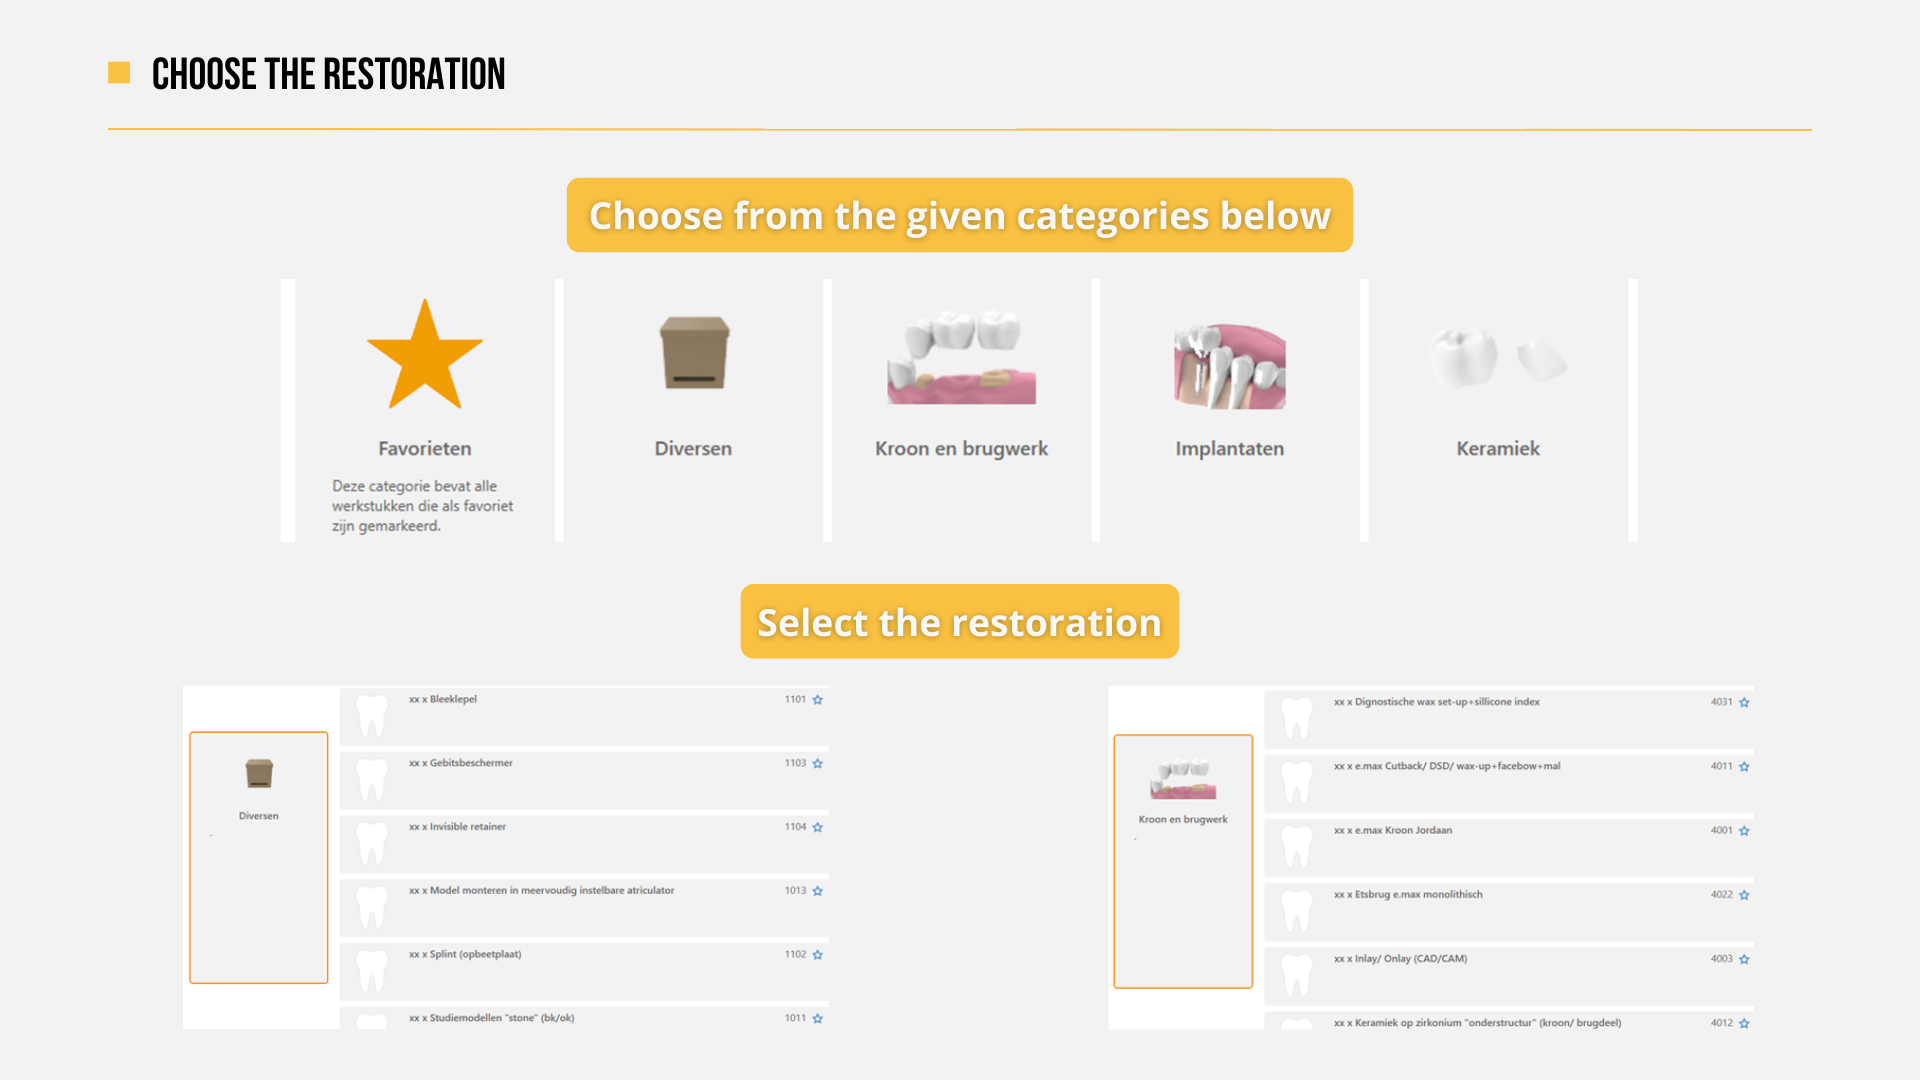 CHOOSE THE RESTORATION
Choose from the given categories below
Favorieten
Deze categorie bevat alle
werkstukken die als favoriet
zijn gemarkeerd.
Diversen
Kroon en brugwerk
Implantaten
Keramiek
Select the restoration
Diversen
-
xx x Bleeklepel 1101
xx x Gebitsbeschermer 1103
xx x Invisible retainer 1104
xx x Model monteren in meervoudig instelbare atriculator 1013
xx x Splint (opbeetplaat) 1102
xx x Studiemodellen "stone" (bk/ok) 1011
Kroon en brugwerk
-
xx x Dignostische wax set-up+sillicone index 4031
xx x e.max Cutback/ DSD/ wax-up+facebow+mal 4011
xx x e.max Kroon Jordaan 4001
xx x Etsbrug e.max monolithisch 4022
xx x Inlay/ Onlay (CAD/CAM) 4003
xx x Keramiek op zirkonium "onderstructur" (kroon/ brugdeel) 4012